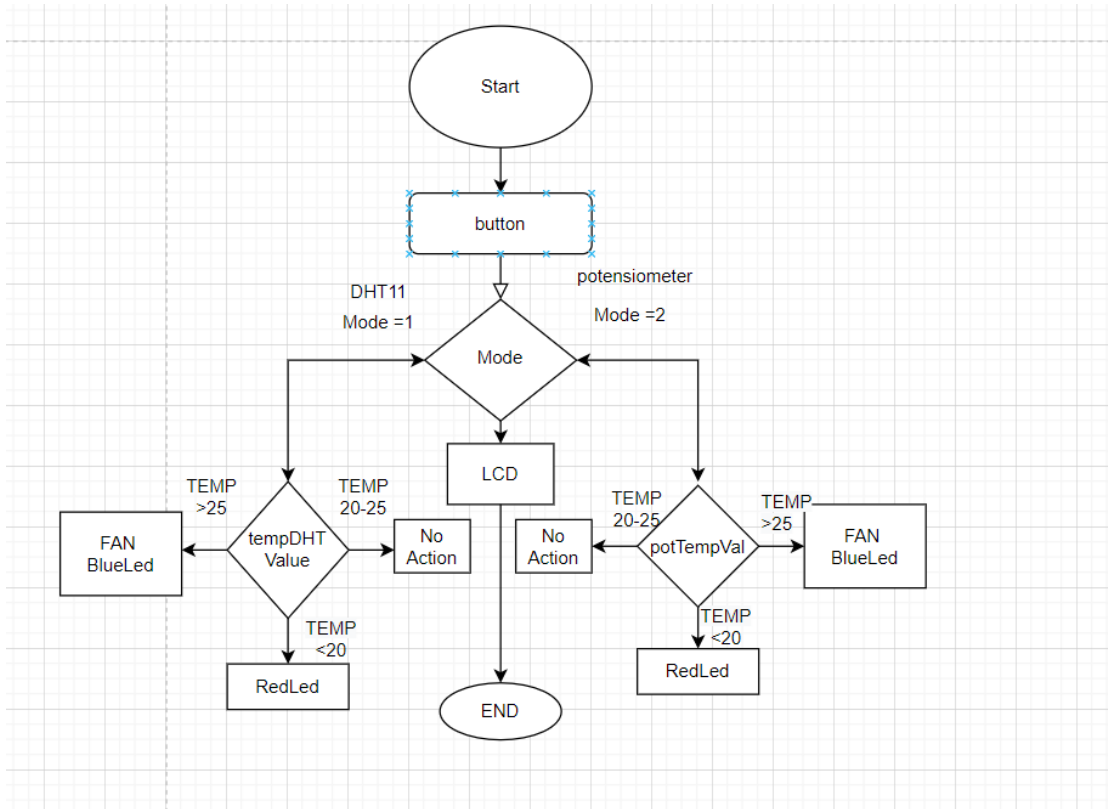 Start
button
potensiometer
DHT11
Mode =1
Mode =2
Mode
LCD
TEMP
>25
TEMP
20-25
TEMP
20-25
TEMP
>25
FAN
BlueLed
tempDHT
Value
No
Action
No
Action
potTempVal
FAN
BlueLed
TEMP
<20
TEMP
<20
RedLed
RedLed
END